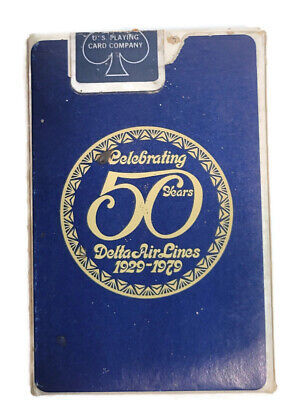 U.S. PLAYING
CARD COMPANY
Celebrating
50
Years
Delta Air Lines
1929-1979